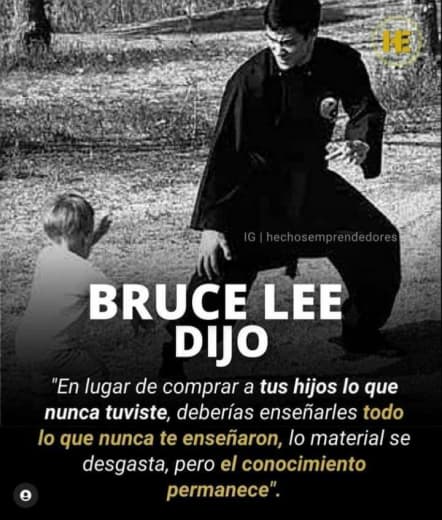 HE
IG | hechosemprendedores
BRUCE LEE
DIJO
"En lugar de comprar a tus hijos lo que
nunca tuviste, deberías enseñarles todo
lo que nunca te enseñaron, lo material se
desgasta, pero el conocimiento
permanece".